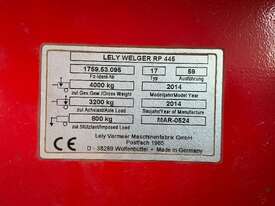 LELY WELGER RP 445
1759.53.095 17 59
Fz-Ident-Nr Typ Ausführung
4000 kg 2014
zul.Ges.Gew./Gross Weight Modeljahr/Model Year
3200 kg 2014
zul.Achslast/Axle Load Baujahr/Year of Manufacture
800 kg MAR-0524
zul.Stützlast/Imposed Load
Lely Vermeer Maschinenfabrik GmbH
Postfach 1965
D - 38289 Wolfenbüttel • Made in Germany